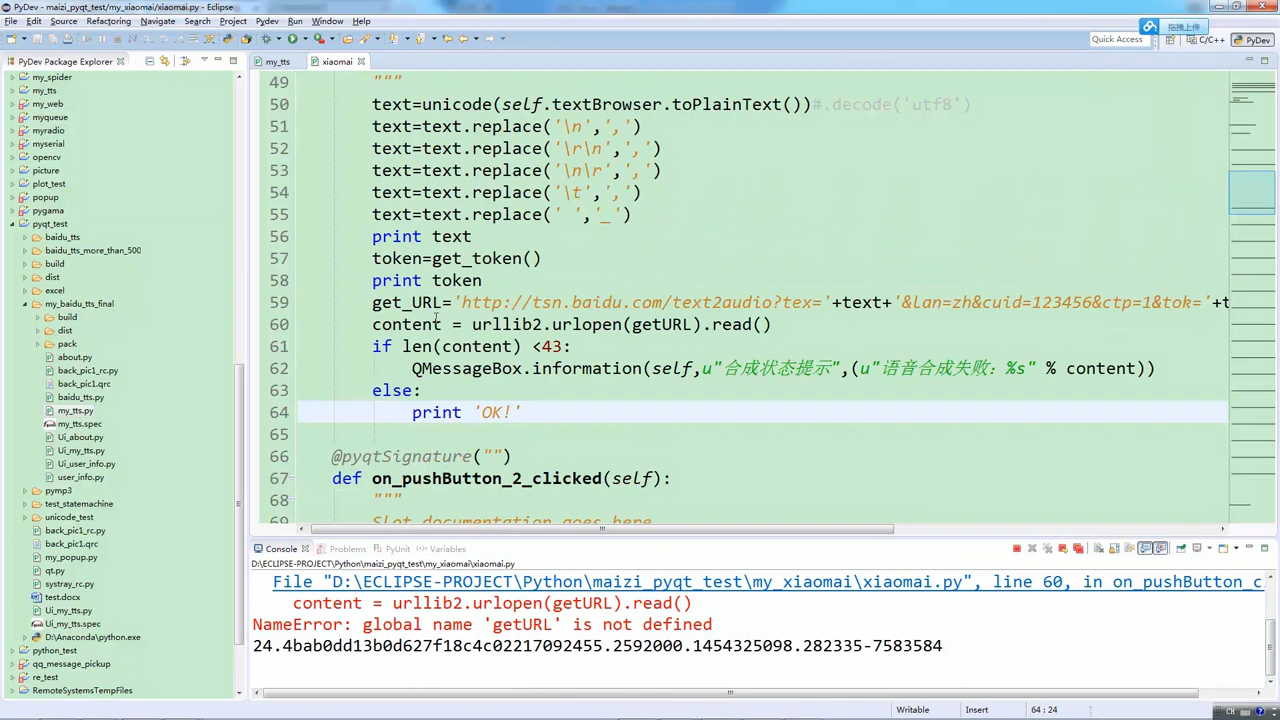 PyDev - maizi_pyqt_test/my_xiaomai/xiaomai.py - Eclipse
File Edit Source Refactoring Navigate Search Project Pydev Run Window Help
拖拽上传
Quick Access
C/C++
PyDev
PyDev Package Explorer
my_tts
xiaomai
my_spider
my_tts
my_web
myqueue
myradio
myserial
opencv
picture
plot_test
popup
pygama
pyqt_test
baidu_tts
baidu_tts_more_than_500
build
dist
excel
my_baidu_tts_final
build
dist
pack
about.py
back_pic1_rc.py
back_pic1.qrc
baidu_tts.py
my_tts.py
my_tts.spec
Ui_about.py
Ui_my_tts.py
Ui_user_info.py
user_info.py
pymp3
test_statemachine
unicode_test
back_pic1_rc.py
back_pic1.qrc
my_popup.py
qt.py
systray_rc.py
test.docx
Ui_my_tts.py
Ui_my_tts.spec
D:\Anaconda\python.exe
python_test
qq_message_pickup
re_test
RemoteSystemsTempFiles
49 """
50 text=unicode(self.textBrowser.toPlainText())#.decode('utf8')
51 text=text.replace('\n',',')
52 text=text.replace('\r\n',',')
53 text=text.replace('\n\r',',')
54 text=text.replace('\t',',')
55 text=text.replace(' ','_')
56 print text
57 token=get_token()
58 print token
59 get_URL='http://tsn.baidu.com/text2audio?tex='+text+'&lan=zh&cuid=123456&ctp=1&tok='+t
60 content = urllib2.urlopen(getURL).read()
61 if len(content) <43:
62 QMessageBox.information(self,u"合成状态提示",(u"语音合成失败：%s" % content))
63 else:
64 print 'OK!'
65
66 @pyqtSignature("")
67 def on_pushButton_2_clicked(self):
68 """
69 Slot documentation goes here.
Console Problems PyUnit Variables
D:\ECLIPSE-PROJECT\Python\maizi_pyqt_test\my_xiaomai\xiaomai.py
File "D:\ECLIPSE-PROJECT\Python\maizi_pyqt_test\my_xiaomai\xiaomai.py", line 60, in on_pushButton_c
content = urllib2.urlopen(getURL).read()
NameError: global name 'getURL' is not defined
24.4bab0dd13b0d627f18c4c02217092455.2592000.1454325098.282335-7583584
Writable Insert 64 : 24
CH